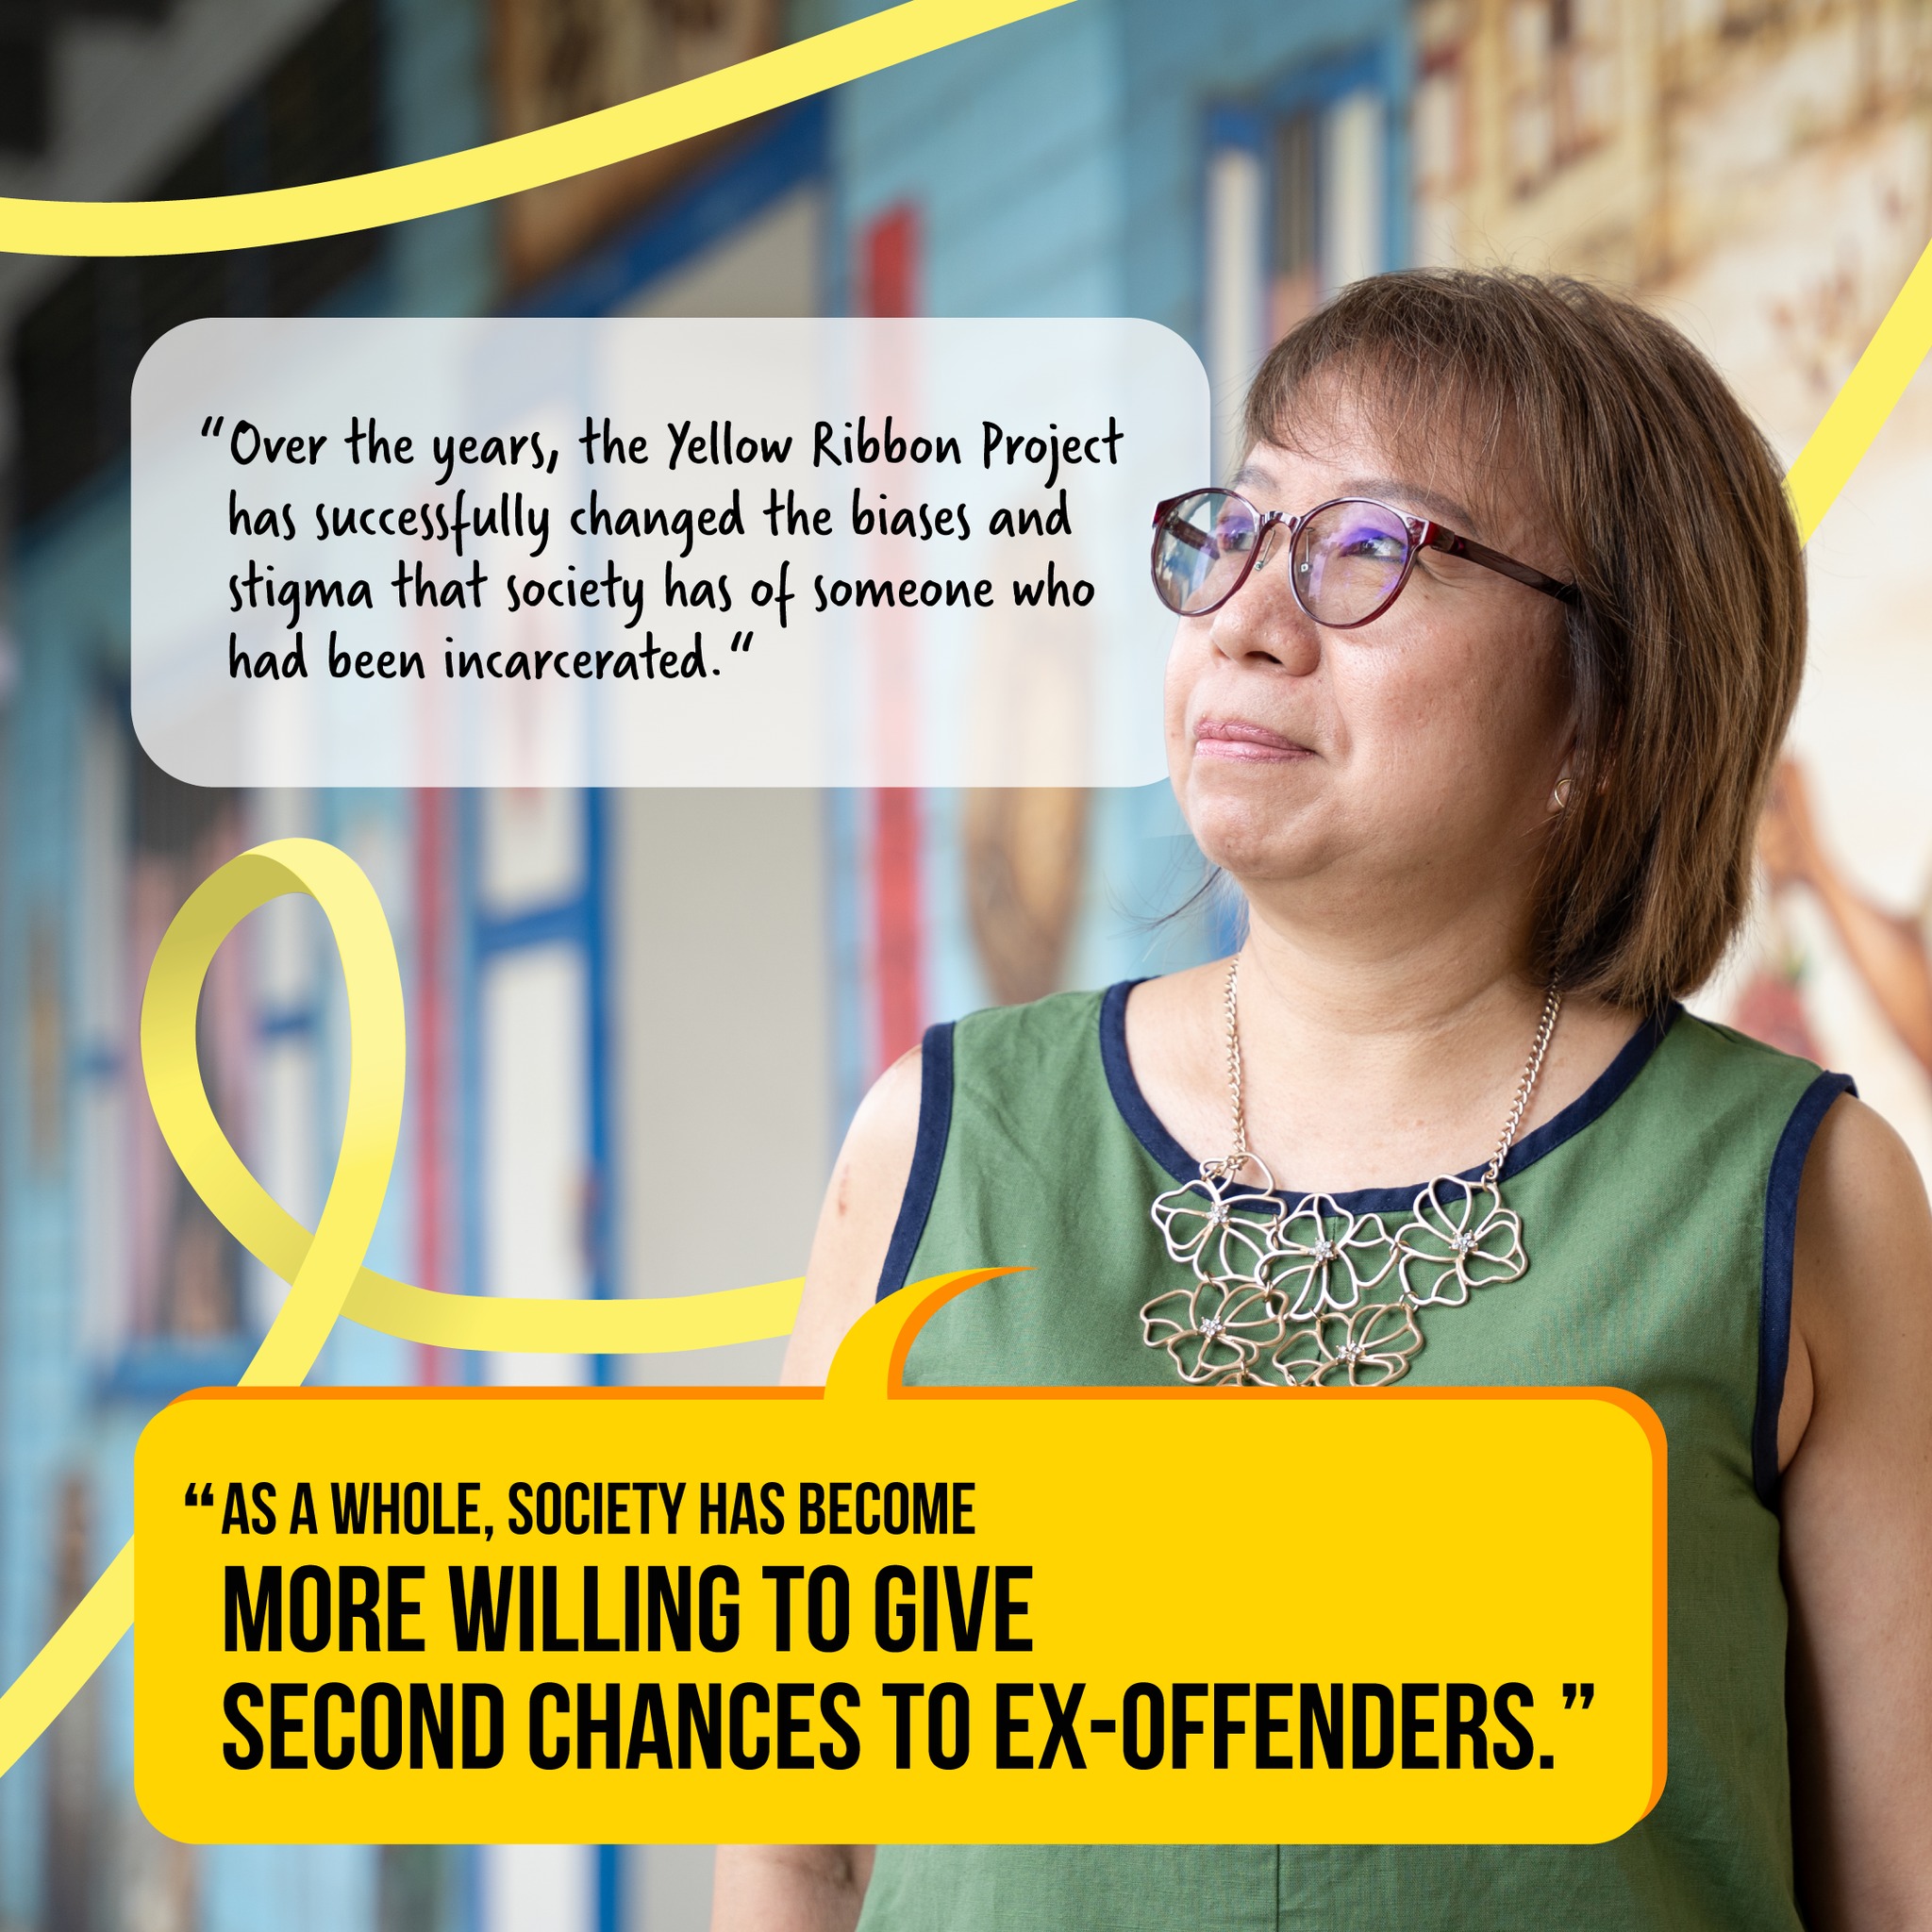 “Over the years, the Yellow Ribbon Project
has successfully changed the biases and
stigma that society has of someone who
had been incarcerated.“
“AS A WHOLE, SOCIETY HAS BECOME
MORE WILLING TO GIVE
SECOND CHANCES TO EX-OFFENDERS.”